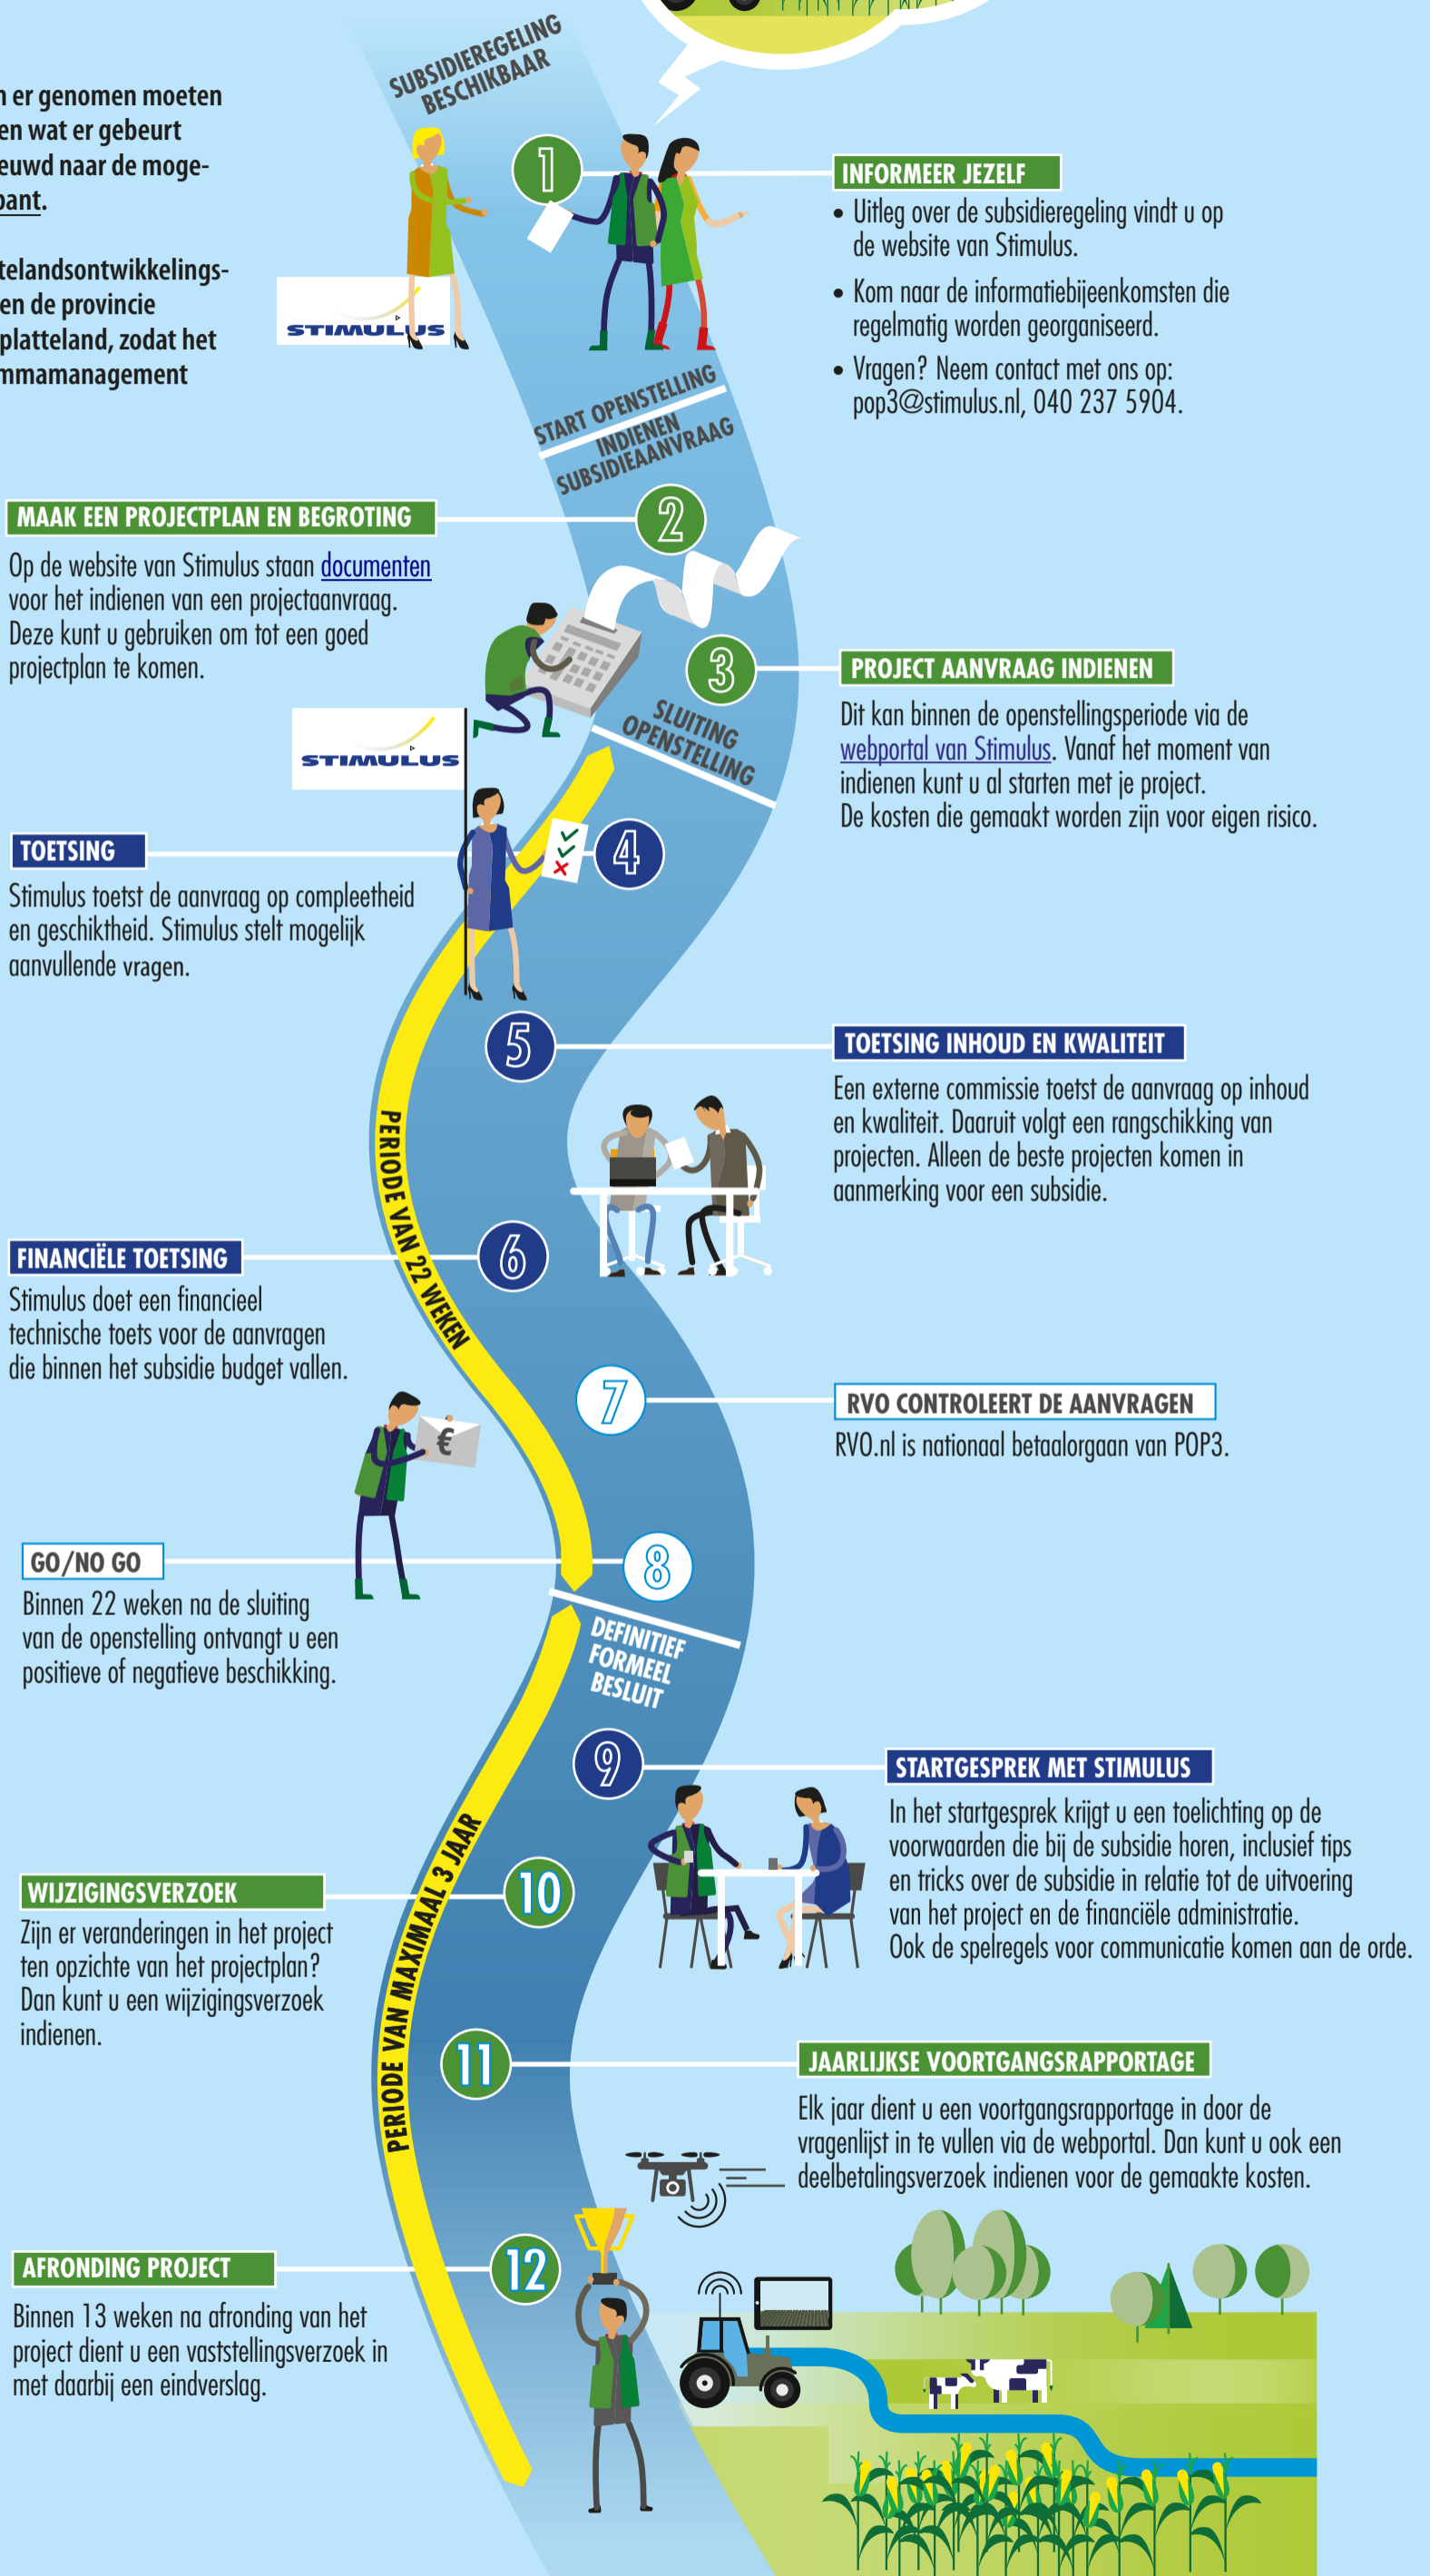 SUBSIDIEREGELING
BESCHIKBAAR
er genomen moeten
en wat er gebeurt
naar de moge-
.
en de provincie
platteland, zodat het
1
INFORMEER JEZELF
• Uitleg over de subsidieregeling vindt u op
de website van Stimulus.
• Kom naar de informatiebijeenkomsten die
regelmatig worden georganiseerd.
• Vragen? Neem contact met ons op:
pop3@stimulus.nl, 040 237 5904.
STIMULUS
START OPENSTELLING
INDIENEN
SUBSIDIEAANVRAAG
2
MAAK EEN PROJECTPLAN EN BEGROTING
Op de website van Stimulus staan documenten
voor het indienen van een projectaanvraag.
Deze kunt u gebruiken om tot een goed
projectplan te komen.
3
PROJECT AANVRAAG INDIENEN
Dit kan binnen de openstellingsperiode via de
webportal van Stimulus. Vanaf het moment van
indienen kunt u al starten met je project.
De kosten die gemaakt worden zijn voor eigen risico.
SLUITING
OPENSTELLING
STIMULUS
4
TOETSING
Stimulus toetst de aanvraag op compleetheid
en geschiktheid. Stimulus stelt mogelijk
aanvullende vragen.
5
TOETSING INHOUD EN KWALITEIT
Een externe commissie toetst de aanvraag op inhoud
en kwaliteit. Daaruit volgt een rangschikking van
projecten. Alleen de beste projecten komen in
aanmerking voor een subsidie.
PERIODE VAN 22 WEKEN
6
FINANCIËLE TOETSING
Stimulus doet een financieel
technische toets voor de aanvragen
die binnen het subsidie budget vallen.
7
RVO CONTROLEERT DE AANVRAGEN
RVO.nl is nationaal betaalorgaan van POP3.
€
8
GO/NO GO
Binnen 22 weken na de sluiting
van de openstelling ontvangt u een
positieve of negatieve beschikking.
DEFINITIEF
FORMEEL
BESLUIT
9
STARTGESPREK MET STIMULUS
In het startgesprek krijgt u een toelichting op de
voorwaarden die bij de subsidie horen, inclusief tips
en tricks over de subsidie in relatie tot de uitvoering
van het project en de financiële administratie.
Ook de spelregels voor communicatie komen aan de orde.
PERIODE VAN MAXIMAAL 3 JAAR
10
WIJZIGINGSVERZOEK
Zijn er veranderingen in het project
ten opzichte van het projectplan?
Dan kunt u een wijzigingsverzoek
indienen.
11
JAARLIJKSE VOORTGANGSRAPPORTAGE
Elk jaar dient u een voortgangsrapportage in door de
vragenlijst in te vullen via de webportal. Dan kunt u ook een
deelbetalingsverzoek indienen voor de gemaakte kosten.
12
AFRONDING PROJECT
Binnen 13 weken na afronding van het
project dient u een vaststellingsverzoek in
met daarbij een eindverslag.